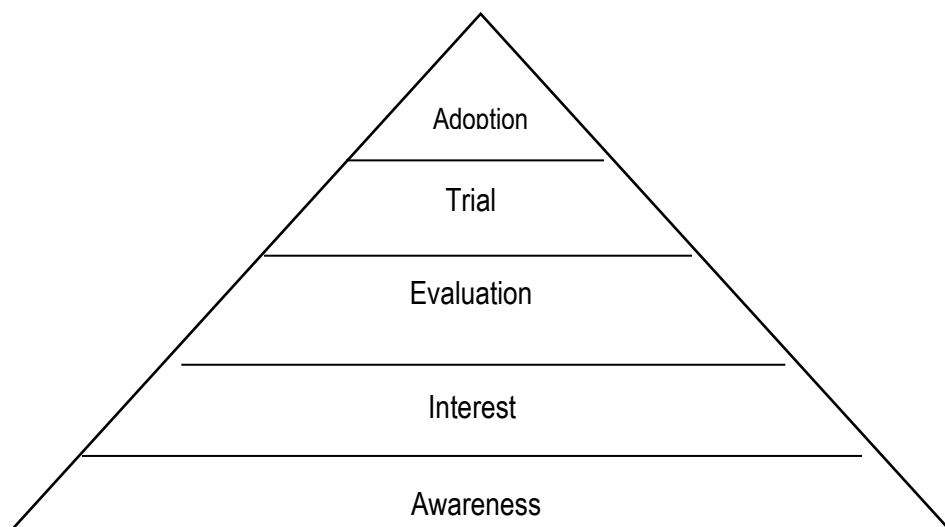 Adoption
Trial
Evaluation
Interest
Awareness